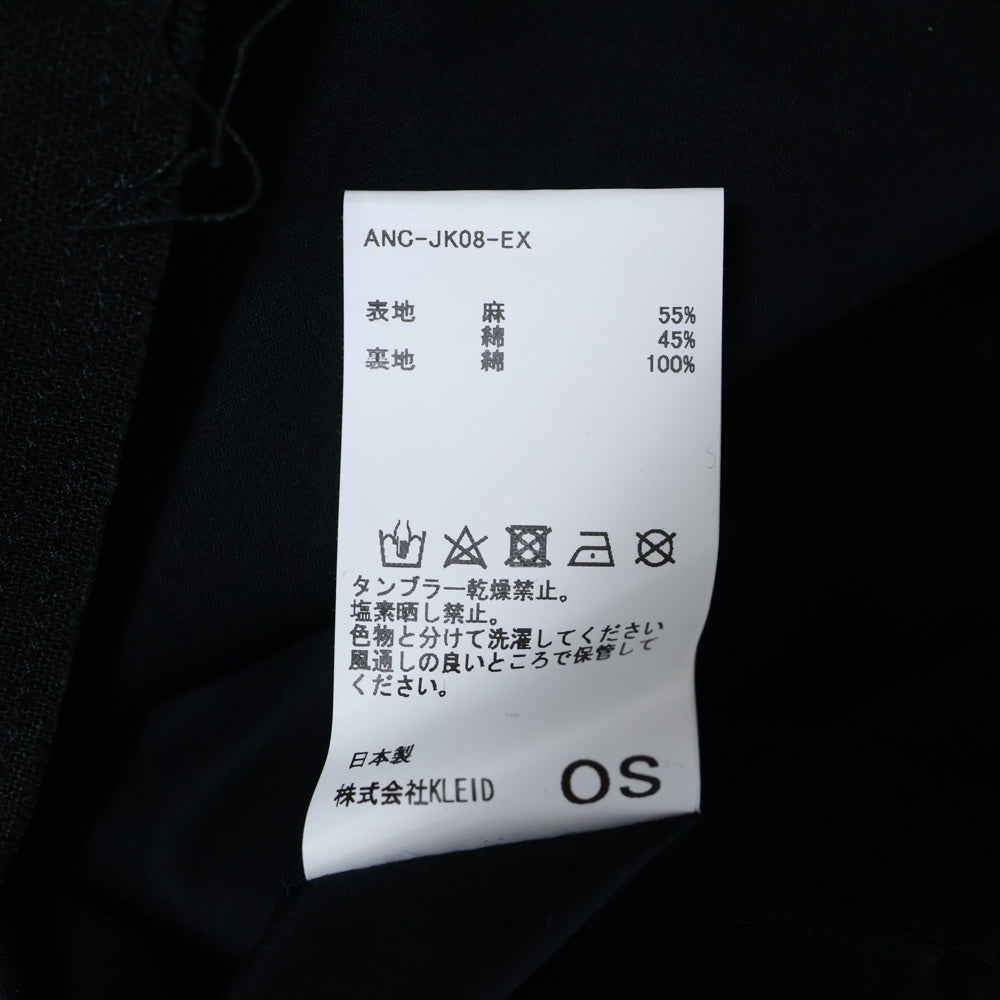 ANC-JK08-EX
表地 麻 55%
綿 45%
裏地 綿 100%
タンブラー乾燥禁止。
塩素晒し禁止。
色物と分けて洗濯してください
風通しの良いところで保管して
ください。
日本製
株式会社KLEID OS